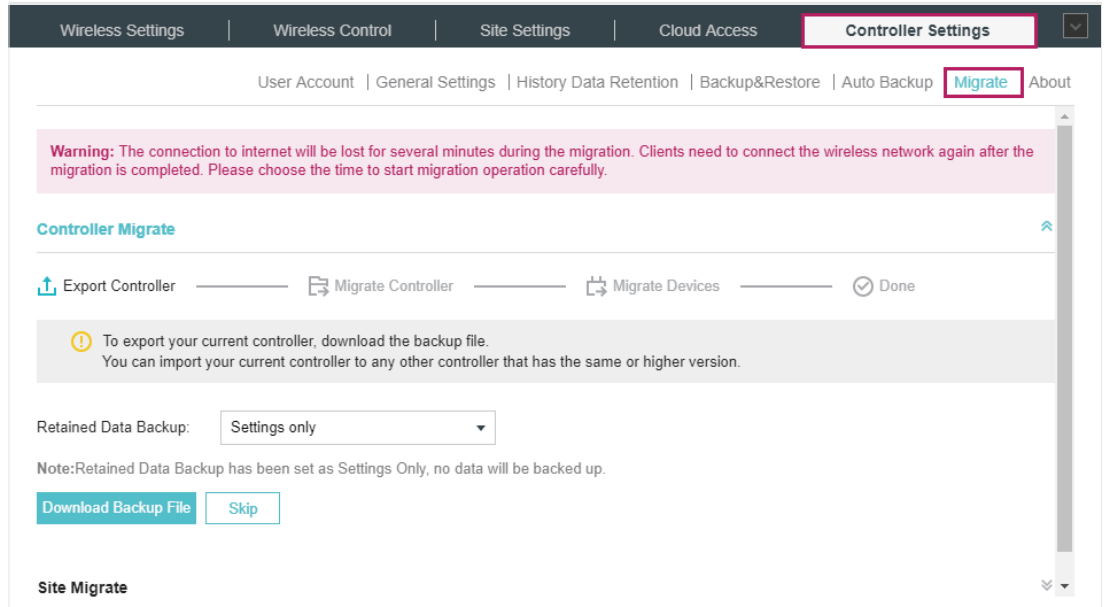 Wireless Settings | Wireless Control | Site Settings | Cloud Access Controller Settings
User Account | General Settings | History Data Retention | Backup&Restore | Auto Backup Migrate About
Warning: The connection to internet will be lost for several minutes during the migration. Clients need to connect the wireless network again after the
migration is completed. Please choose the time to start migration operation carefully.
Controller Migrate
Export Controller Migrate Controller Migrate Devices Done
To export your current controller, download the backup file.
You can import your current controller to any other controller that has the same or higher version.
Retained Data Backup: Settings only
Note:Retained Data Backup has been set as Settings Only, no data will be backed up.
Download Backup File Skip
Site Migrate